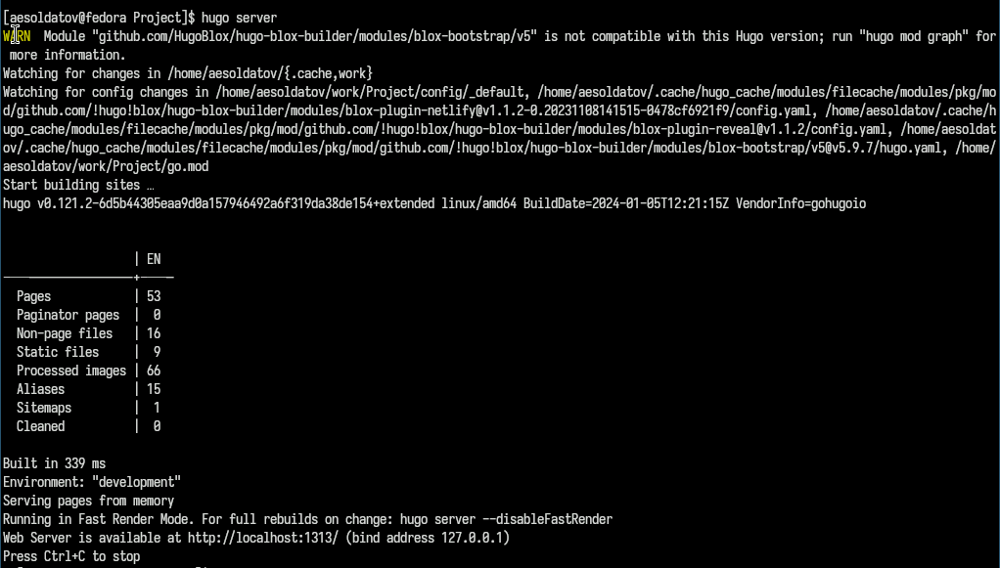 [aesoldatov@fedora Project]$ hugo server
WARN  Module "github.com/HugoBlox/hugo-blox-builder/modules/blox-bootstrap/v5" is not compatible with this Hugo version; run "hugo mod graph" for
 more information.
Watching for changes in /home/aesoldatov/{.cache,work}
Watching for config changes in /home/aesoldatov/work/Project/config/_default, /home/aesoldatov/.cache/hugo_cache/modules/filecache/modules/pkg/mo
d/github.com/!hugo!blox/hugo-blox-builder/modules/blox-plugin-netlify@v1.1.2-0.20231108141515-0478cf6921f9/config.yaml, /home/aesoldatov/.cache/h
ugo_cache/modules/filecache/modules/pkg/mod/github.com/!hugo!blox/hugo-blox-builder/modules/blox-plugin-reveal@v1.1.2/config.yaml, /home/aesoldat
ov/.cache/hugo_cache/modules/filecache/modules/pkg/mod/github.com/!hugo!blox/hugo-blox-builder/modules/blox-bootstrap/v5@v5.9.7/hugo.yaml, /home/
aesoldatov/work/Project/go.mod
Start building sites …
hugo v0.121.2-6d5b44305eaa9d0a157946492a6f319da38de154+extended linux/amd64 BuildDate=2024-01-05T12:21:15Z VendorInfo=gohugoio
                   | EN
-------------------+-----
  Pages            | 53
  Paginator pages  |  0
  Non-page files   | 16
  Static files     |  9
  Processed images | 66
  Aliases          | 15
  Sitemaps         |  1
  Cleaned          |  0
Built in 339 ms
Environment: "development"
Serving pages from memory
Running in Fast Render Mode. For full rebuilds on change: hugo server --disableFastRender
Web Server is available at http://localhost:1313/ (bind address 127.0.0.1)
Press Ctrl+C to stop